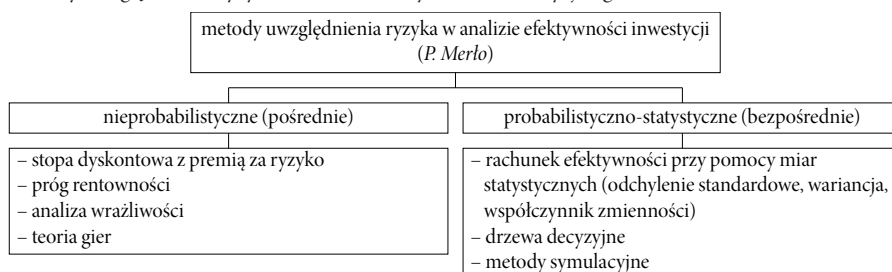 metody uwzględnienia ryzyka w analizie efektywności inwestycji
(P. Merło)
nieprobabilistyczne (pośrednie)
– stopa dyskontowa z premią za ryzyko
– próg rentowności
– analiza wrażliwości
– teoria gier
probabilistyczno-statystyczne (bezpośrednie)
– rachunek efektywności przy pomocy miar
statystycznych (odchylenie standardowe, wariancja,
współczynnik zmienności)
– drzewa decyzyjne
– metody symulacyjne